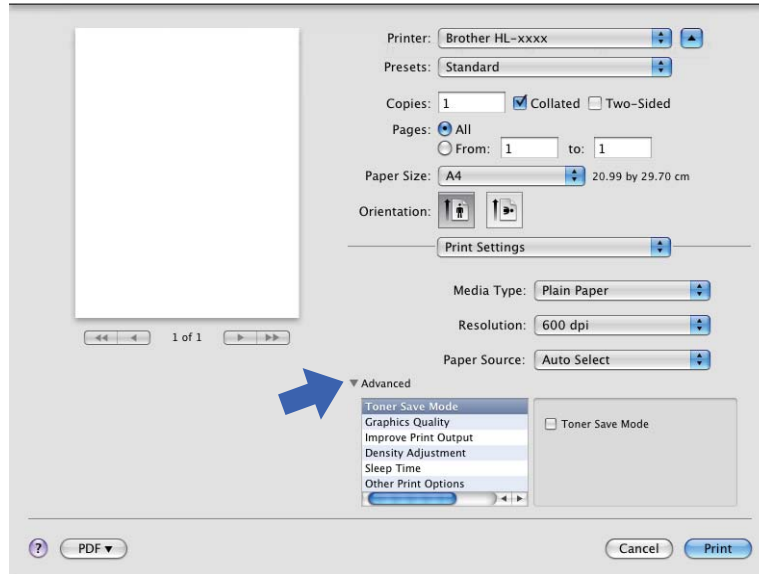 Printer: Brother HL-xxxx
Presets: Standard
Copies: 1 Collated Two-Sided
Pages: All
From: 1 to: 1
Paper Size: A4 20.99 by 29.70 cm
Orientation:
Print Settings
Media Type: Plain Paper
Resolution: 600 dpi
Paper Source: Auto Select
1 of 1
Advanced
Toner Save Mode
Graphics Quality
Improve Print Output
Density Adjustment
Sleep Time
Other Print Options
Toner Save Mode
? PDF Cancel Print